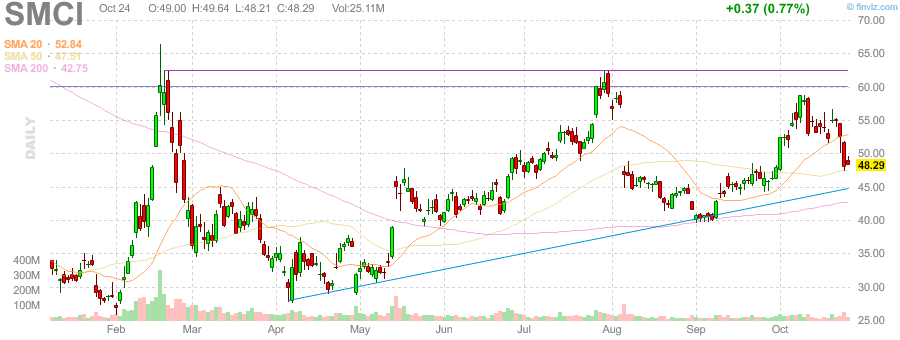 SMCI Oct 24 O:49.00 H:49.64 L:48.21 C:48.29 Vol:25.11M +0.37 (0.77%) © finviz.com
70.00
SMA 20 · 52.84
SMA 50 · 47.51
SMA 200 · 42.75
65.00
60.00
55.00
DAILY
50.00
48.29
45.00
40.00
35.00
400M
300M
200M
100M
30.00
25.00
Feb Mar Apr May Jun Jul Aug Sep Oct